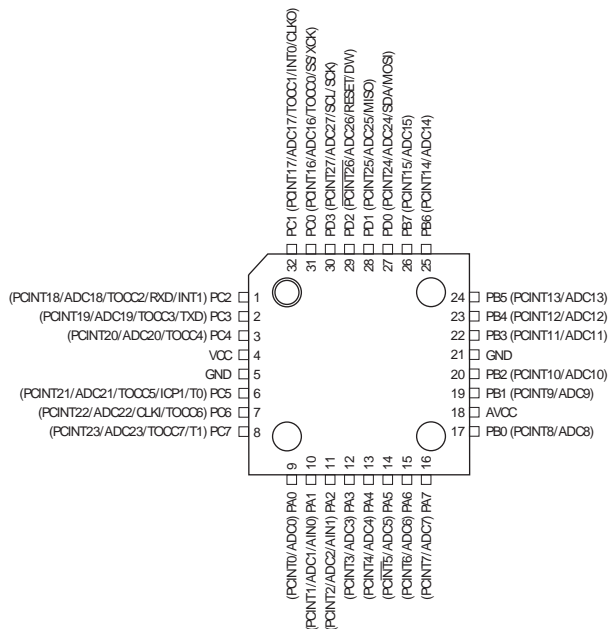 PC1 (PCINT17/ADC17/TOCC1/INT0/CLKO)
PC0 (PCINT16/ADC16/TOCC0/SS/XCK)
PD3 (PCINT27/ADC27/SCL/SCK)
PD2 (PCINT26/ADC26/RESET/DW)
PD1 (PCINT25/ADC25/MISO)
PD0 (PCINT24/ADC24/SDA/MOSI)
PB7 (PCINT15/ADC15)
PB6 (PCINT14/ADC14)
32 31 30 29 28 27 26 25
(PCINT18/ADC18/TOCC2/RXD/INT1) PC2 1
(PCINT19/ADC19/TOCC3/TXD) PC3 2
(PCINT20/ADC20/TOCC4) PC4 3
VCC 4
GND 5
(PCINT21/ADC21/TOCC5/ICP1/T0) PC5 6
(PCINT22/ADC22/CLKI/TOCC6) PC6 7
(PCINT23/ADC23/TOCC7/T1) PC7 8
24 PB5 (PCINT13/ADC13)
23 PB4 (PCINT12/ADC12)
22 PB3 (PCINT11/ADC11)
21 GND
20 PB2 (PCINT10/ADC10)
19 PB1 (PCINT9/ADC9)
18 AVCC
17 PB0 (PCINT8/ADC8)
9 10 11 12 13 14 15 16
(PCINT0/ADC0) PA0
(PCINT1/ADC1/AIN0) PA1
(PCINT2/ADC2/AIN1) PA2
(PCINT3/ADC3) PA3
(PCINT4/ADC4) PA4
(PCINT5/ADC5) PA5
(PCINT6/ADC6) PA6
(PCINT7/ADC7) PA7